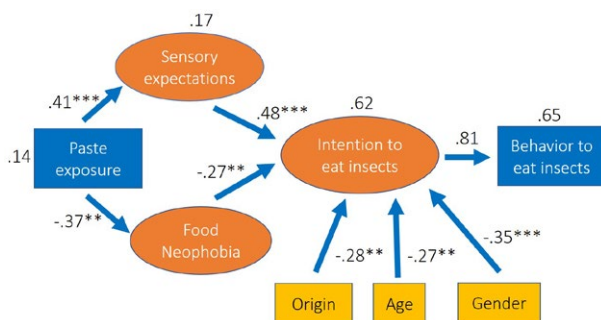 .17
Sensory
expectations
.41***
.48***
.62
.65
.14
Paste
exposure
Intention to
eat insects
.81
Behavior to
eat insects
-.27**
-.37**
Food
Neophobia
-.28**
-.27**
-.35***
Origin
Age
Gender